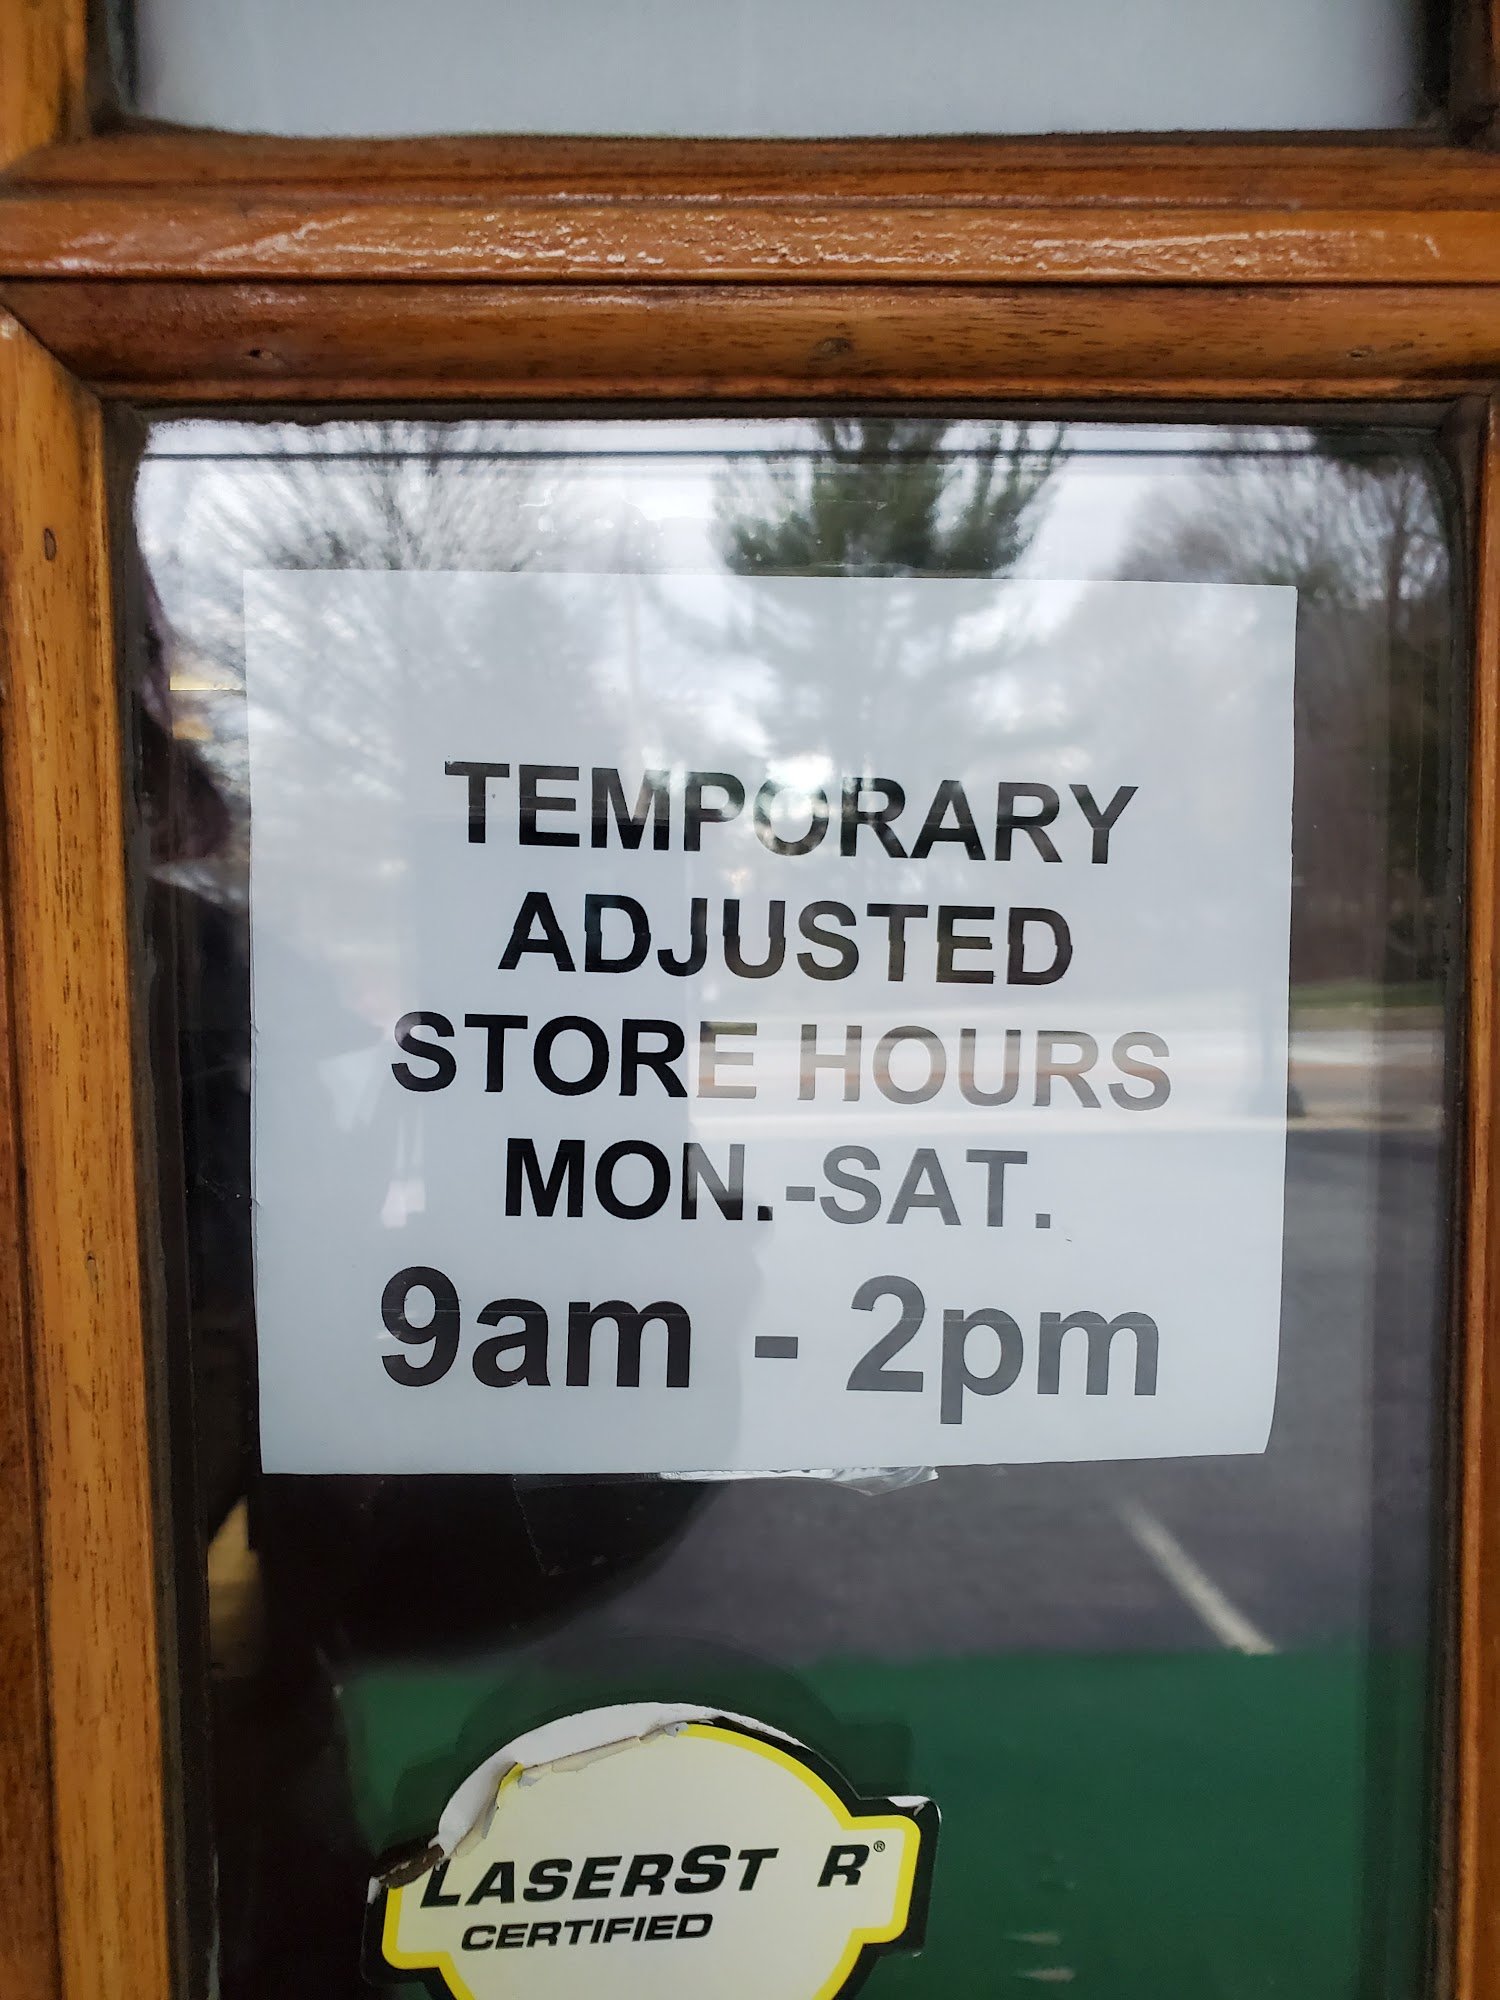 TEMPORARY
ADJUSTED
STORE HOURS
MON.-SAT.
9am - 2pm
LASERST R®
CERTIFIED